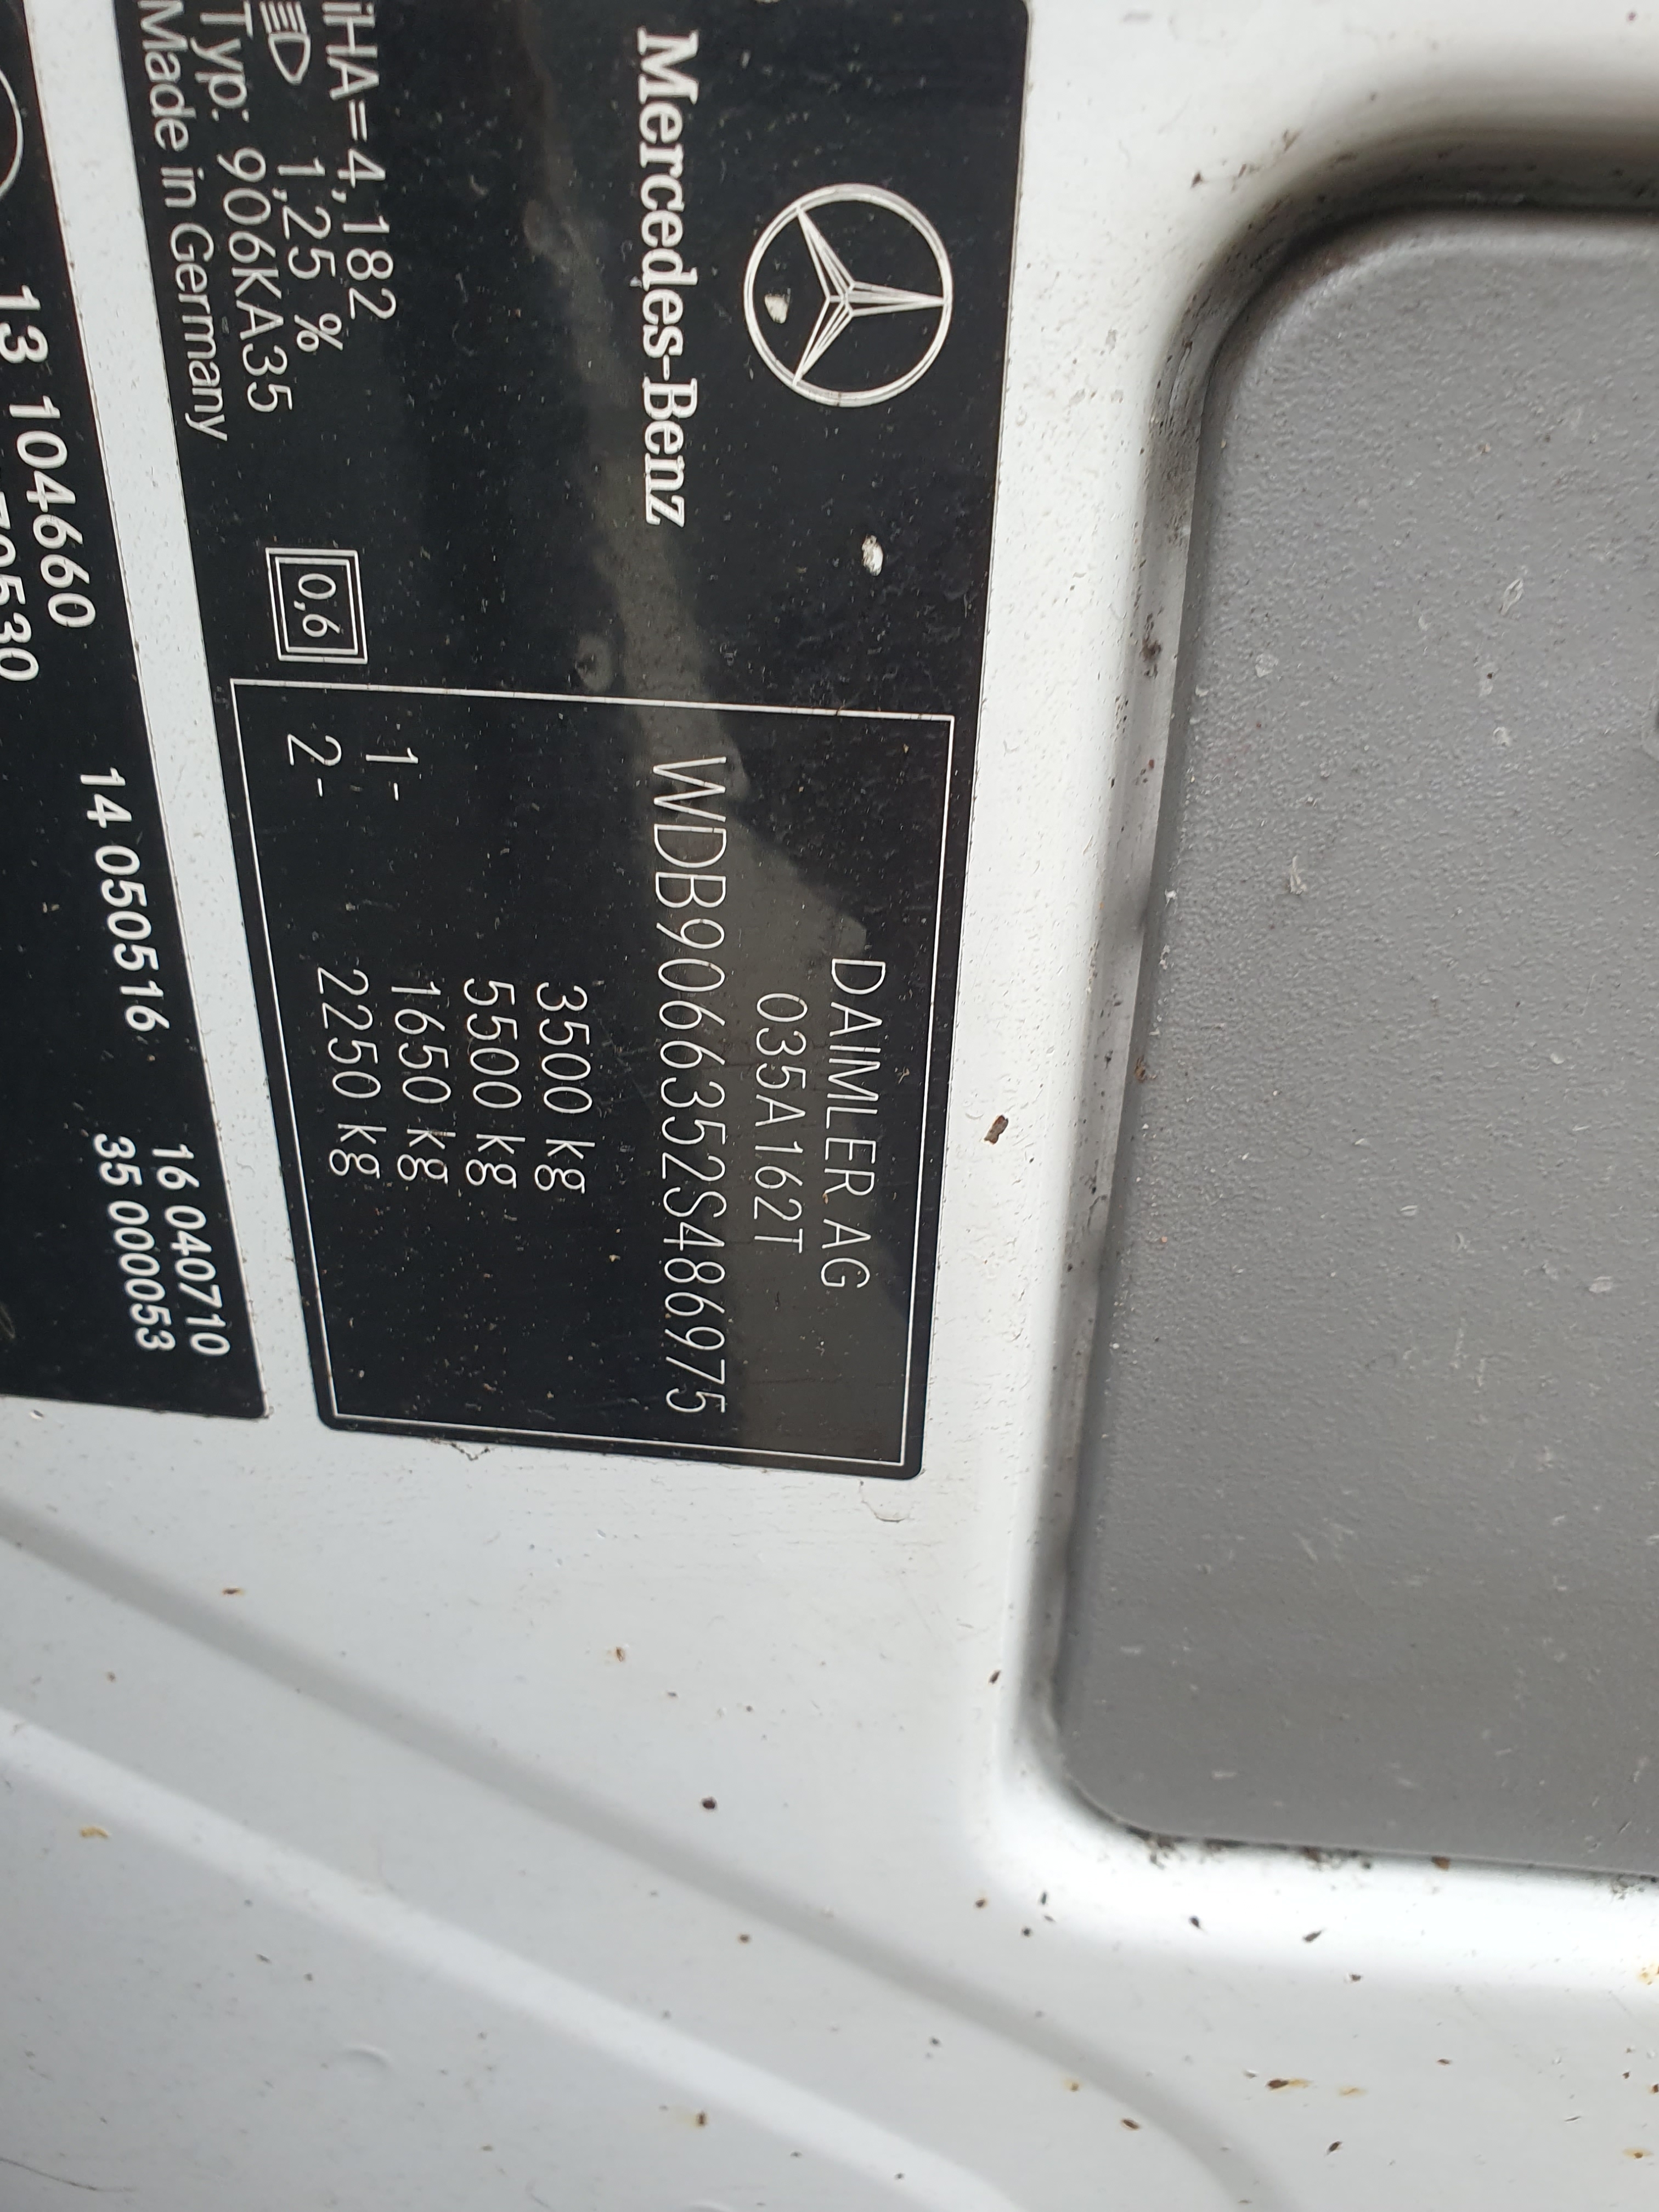 Mercedes-Benz
iHA=4,182
1,25 %
Typ: 906KA35
Made in Germany
0,6
DAIMLER AG
035A162T
WDB9066352S486975
3500 kg
5500 kg
1- 1650 kg
2- 2250 kg
13 104660
14 050516
16 040710
35 000053